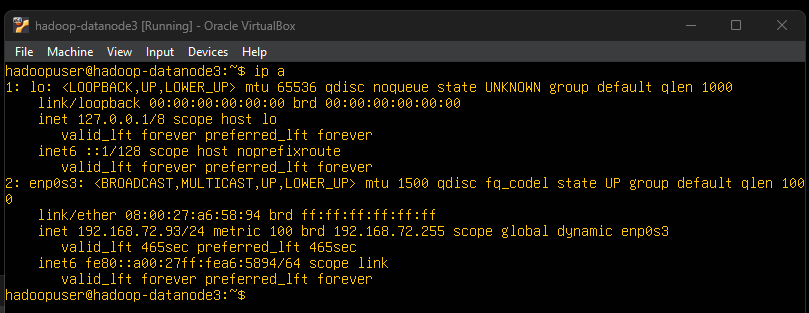 hadoop-datanode3 [Running] - Oracle VirtualBox
File Machine View Input Devices Help
hadoopuser@hadoop-datanode3:~$ ip a
1: lo: <LOOPBACK,UP,LOWER_UP> mtu 65536 qdisc noqueue state UNKNOWN group default qlen 1000
    link/loopback 00:00:00:00:00:00 brd 00:00:00:00:00:00
    inet 127.0.0.1/8 scope host lo
       valid_lft forever preferred_lft forever
    inet6 ::1/128 scope host noprefixroute
       valid_lft forever preferred_lft forever
2: enp0s3: <BROADCAST,MULTICAST,UP,LOWER_UP> mtu 1500 qdisc fq_codel state UP group default qlen 100
0
    link/ether 08:00:27:a6:58:94 brd ff:ff:ff:ff:ff:ff
    inet 192.168.72.93/24 metric 100 brd 192.168.72.255 scope global dynamic enp0s3
       valid_lft 465sec preferred_lft 465sec
    inet6 fe80::a00:27ff:fea6:5894/64 scope link
       valid_lft forever preferred_lft forever
hadoopuser@hadoop-datanode3:~$